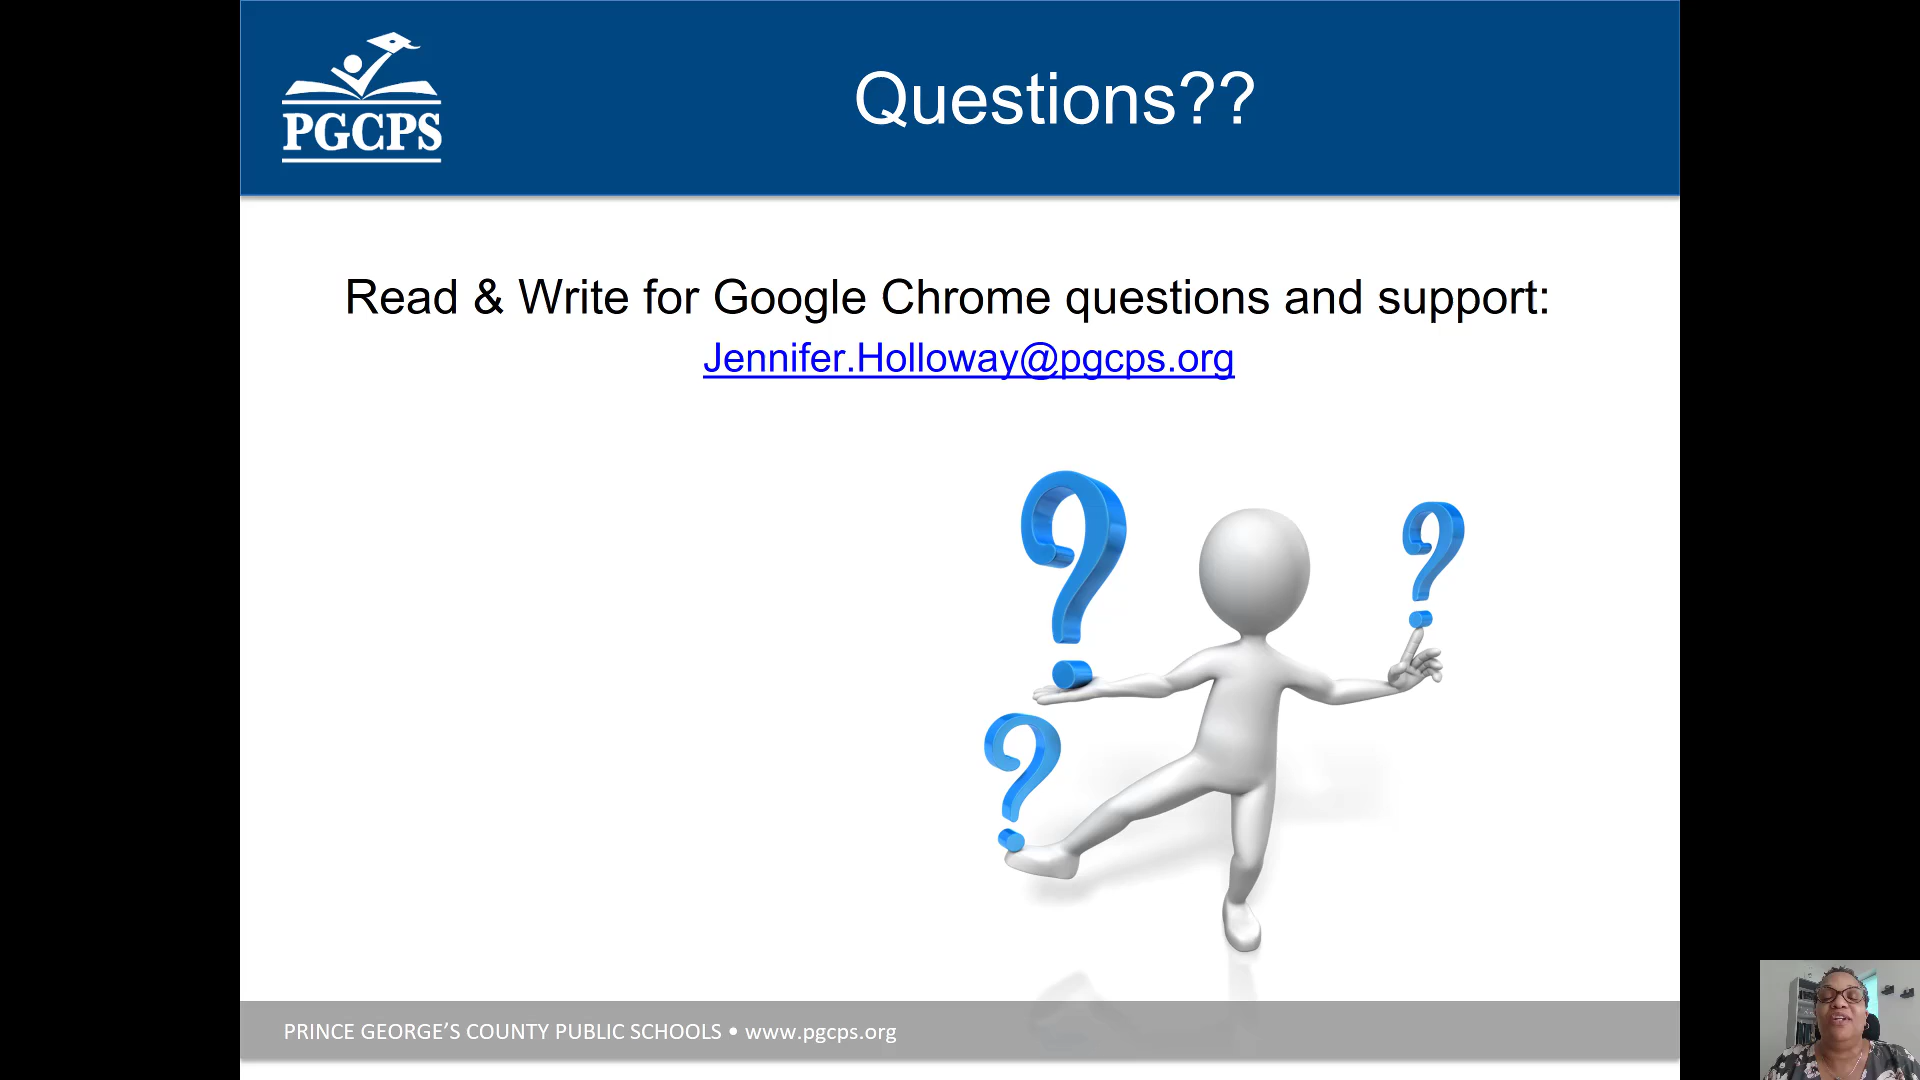 PGCPS
Questions??
Read & Write for Google Chrome questions and support:
Jennifer.Holloway@pgcps.org
PRINCE GEORGE’S COUNTY PUBLIC SCHOOLS • www.pgcps.org